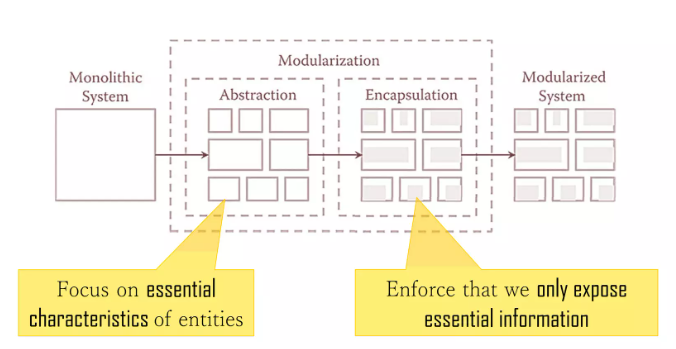 Modularization
Monolithic
System
Abstraction
Encapsulation
Modularized
System
Focus on essential
characteristics of entities
Enforce that we only expose
essential information